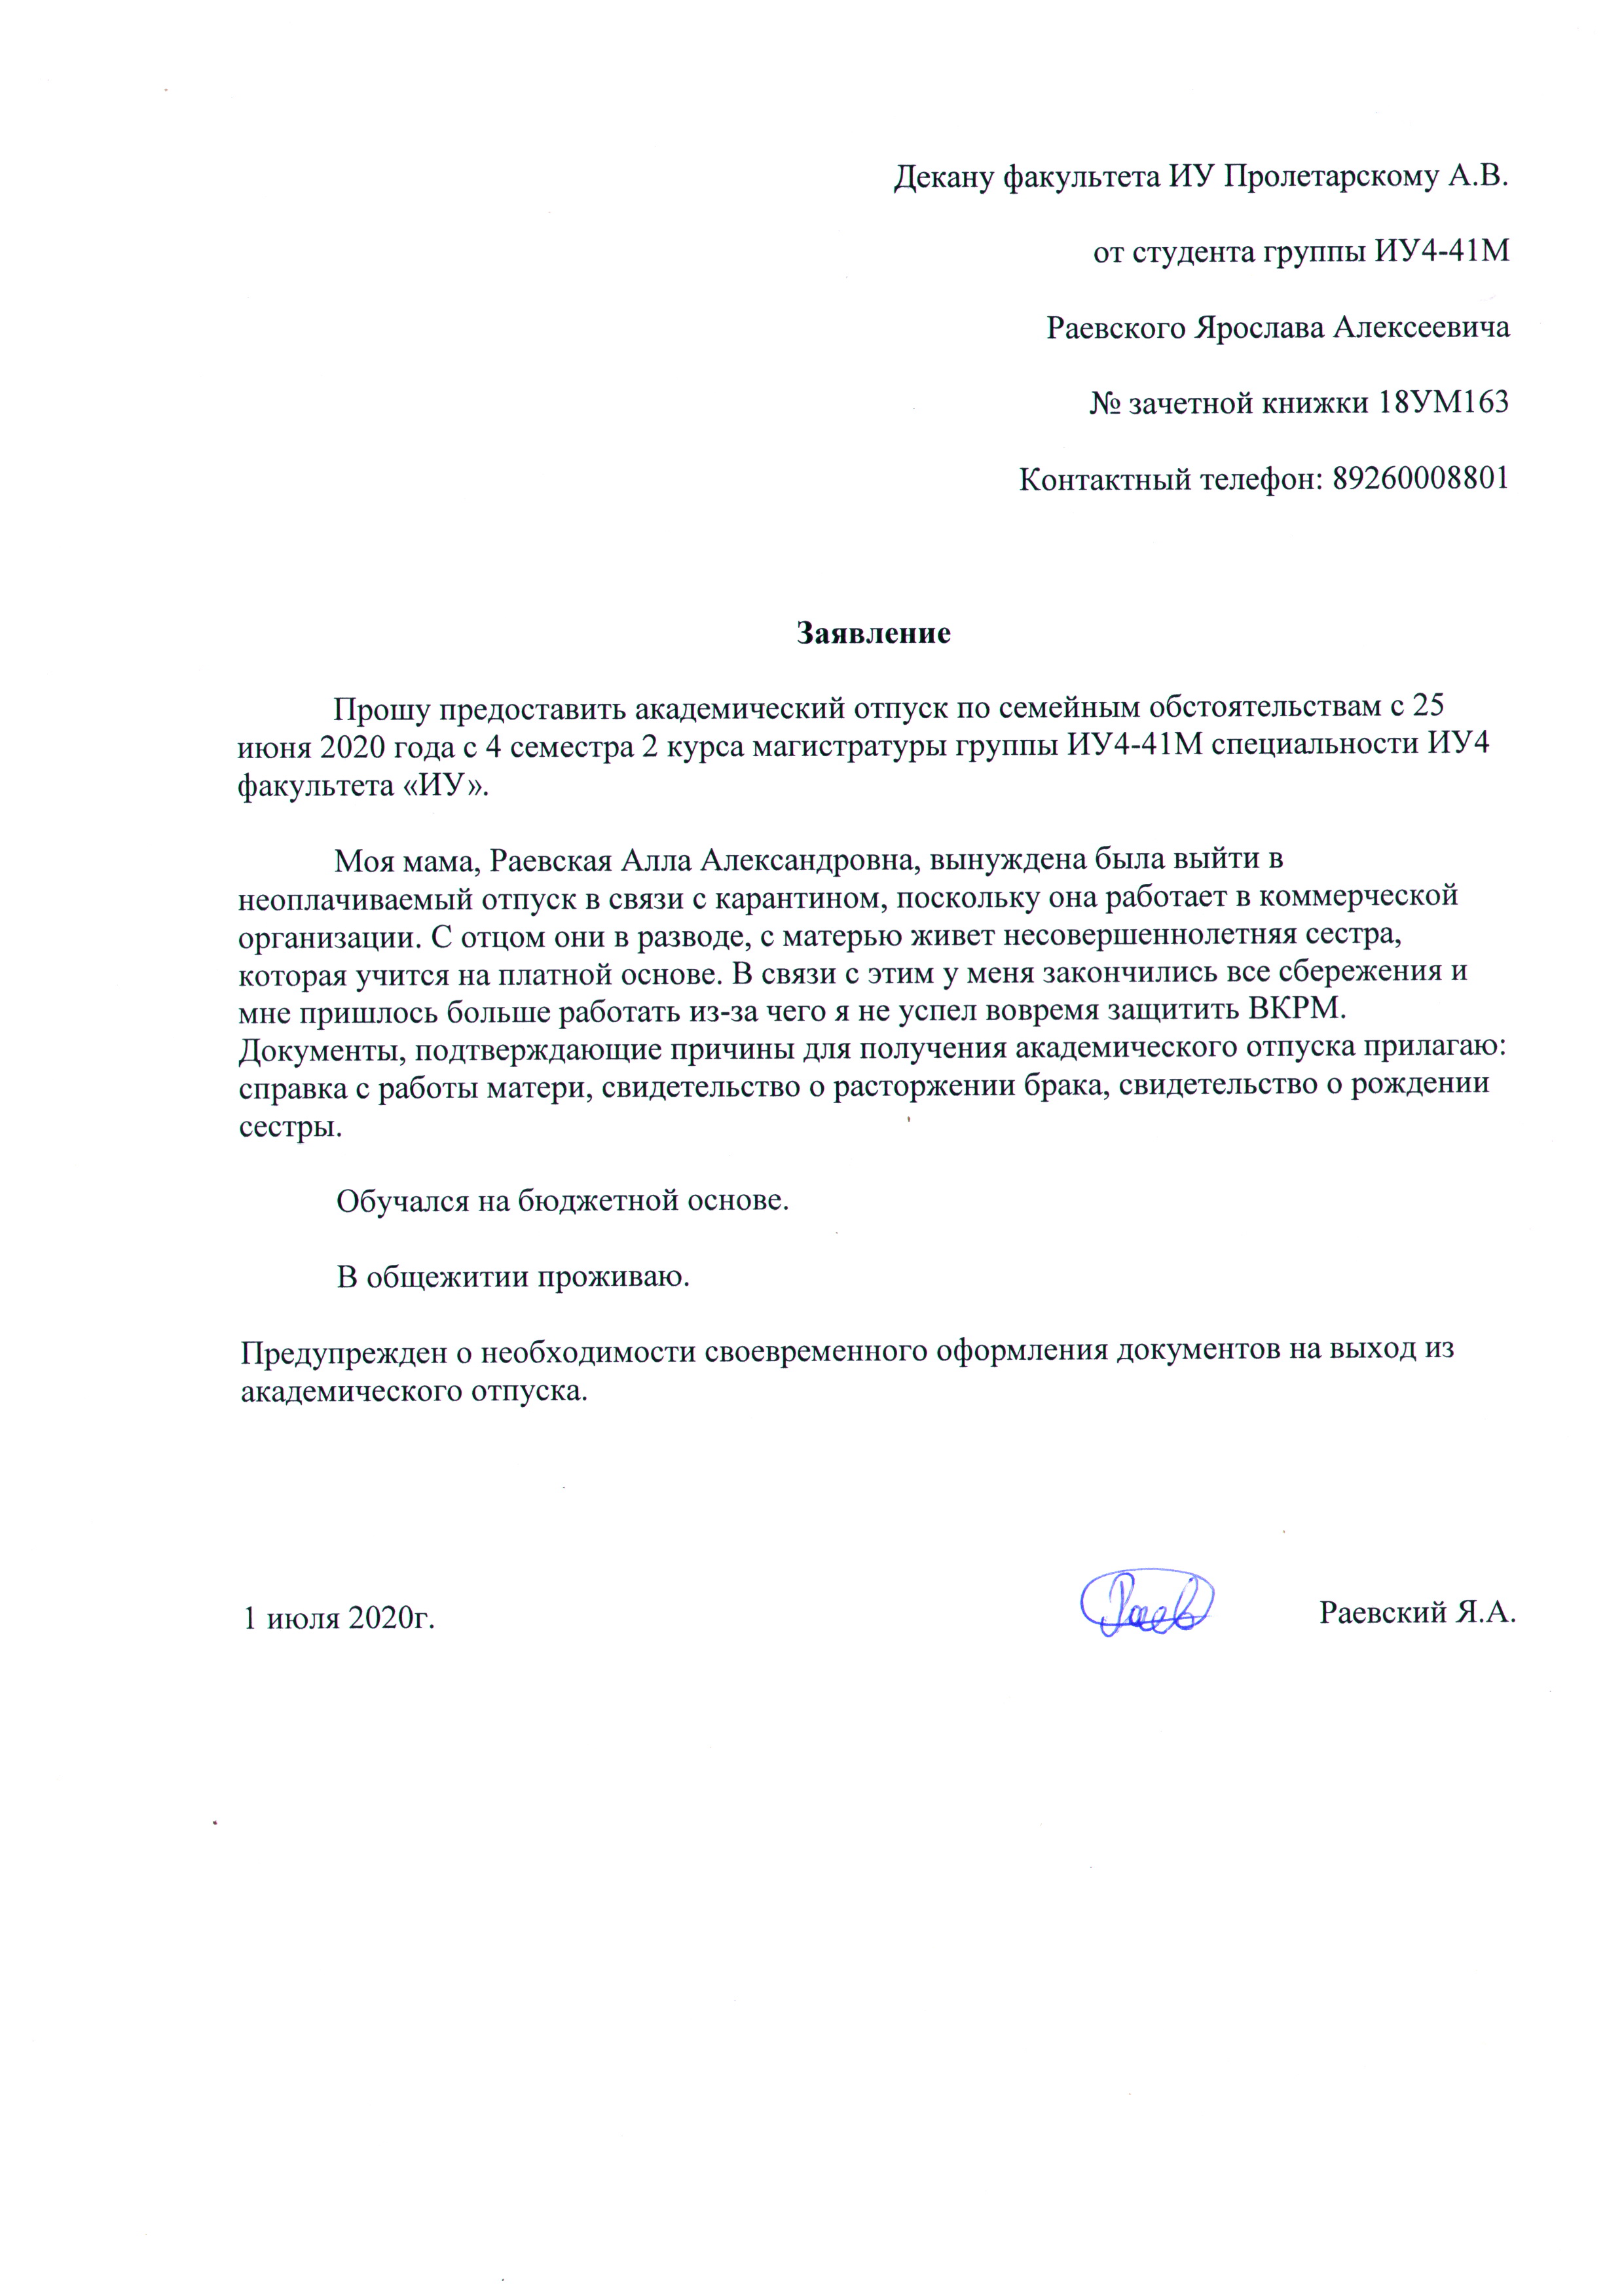 Декану факультета ИУ Пролетарскому А.В.
от студента группы ИУ4-41М
Раевского Ярослава Алексеевича
№ зачетной книжки 18УМ163
Контактный телефон: 89260008801
Заявление
Прошу предоставить академический отпуск по семейным обстоятельствам с 25
июня 2020 года с 4 семестра 2 курса магистратуры группы ИУ4-41М специальности ИУ4
факультета «ИУ».
Моя мама, Раевская Алла Александровна, вынуждена была выйти в
неоплачиваемый отпуск в связи с карантином, поскольку она работает в коммерческой
организации. С отцом они в разводе, с матерью живет несовершеннолетняя сестра,
которая учится на платной основе. В связи с этим у меня закончились все сбережения и
мне пришлось больше работать из-за чего я не успел вовремя защитить ВКРМ.
Документы, подтверждающие причины для получения академического отпуска прилагаю:
справка с работы матери, свидетельство о расторжении брака, свидетельство о рождении
сестры.
Обучался на бюджетной основе.
В общежитии проживаю.
Предупрежден о необходимости своевременного оформления документов на выход из
академического отпуска.
1 июля 2020г. Раев Раевский Я.А.